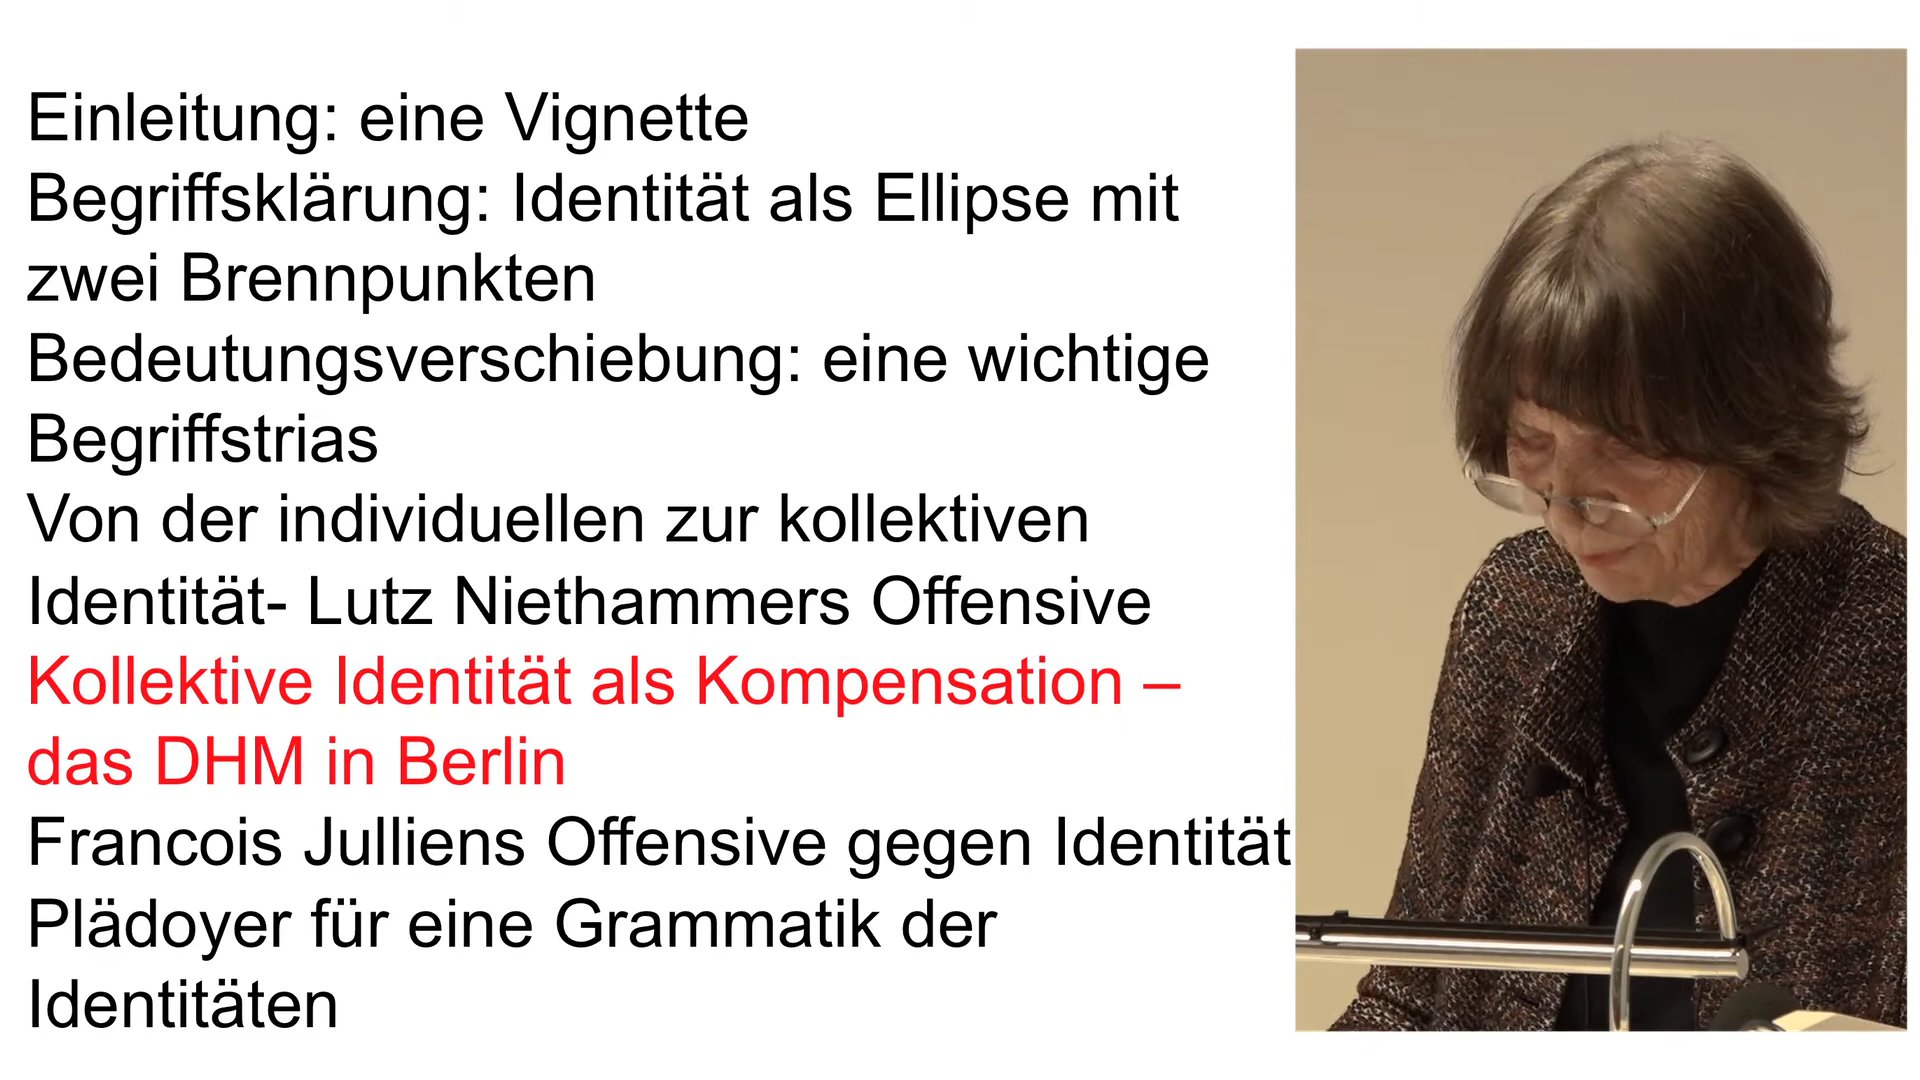 Einleitung: eine Vignette
Begriffsklärung: Identität als Ellipse mit
zwei Brennpunkten
Bedeutungsverschiebung: eine wichtige
Begriffstrias
Von der individuellen zur kollektiven
Identität- Lutz Niethammers Offensive
Kollektive Identität als Kompensation –
das DHM in Berlin
Francois Julliens Offensive gegen Identität
Plädoyer für eine Grammatik der
Identitäten